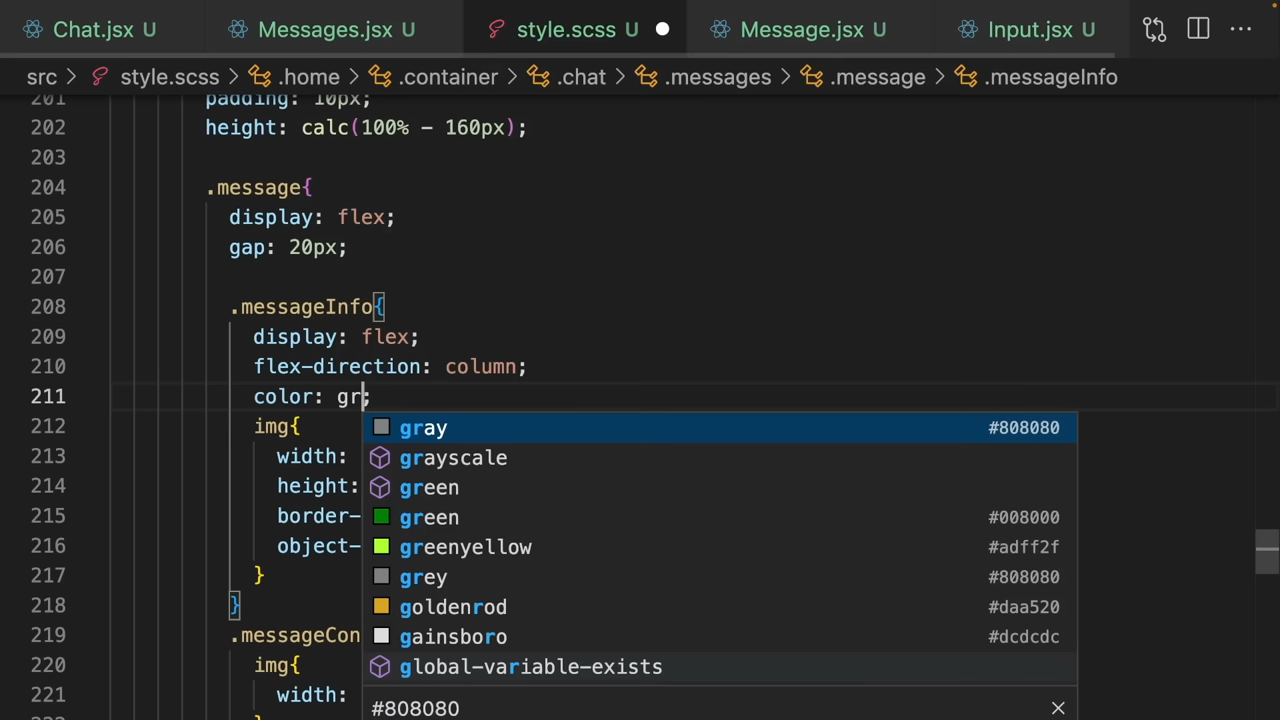 Chat.jsx U Messages.jsx U style.scss U Message.jsx U Input.jsx U
src > style.scss > .home > .container > .chat > .messages > .message > .messageInfo
201 padding: 10px;
202 height: calc(100% - 160px);
203
204 .message{
205 display: flex;
206 gap: 20px;
207
208 .messageInfo{
209 display: flex;
210 flex-direction: column;
211 color: gr;
212 img{
gray #808080
213 width:
grayscale
214 height:
green
215 border-
green #008000
216 object-
greenyellow #adff2f
217 }
grey #808080
218 }
goldenrod #daa520
219 .messageCon
gainsboro #dcdcdc
220 img{
global-variable-exists
221 width:
#808080